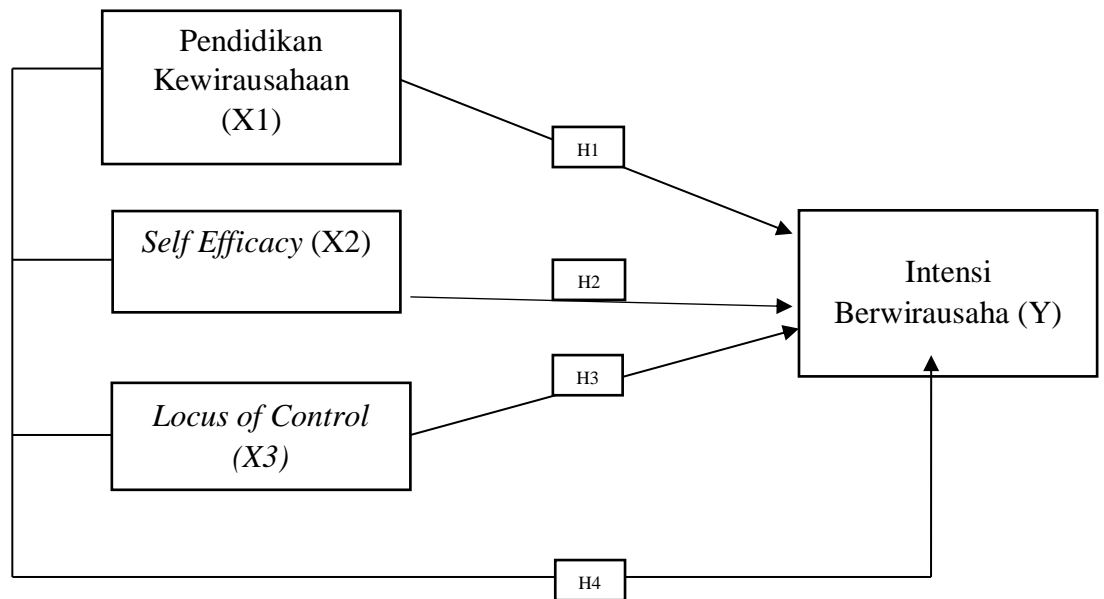 Pendidikan
Kewirausahaan
(X1)
H1
Self Efficacy (X2)
H2
Intensi
Berwirausaha (Y)
H3
Locus of Control
(X3)
H4